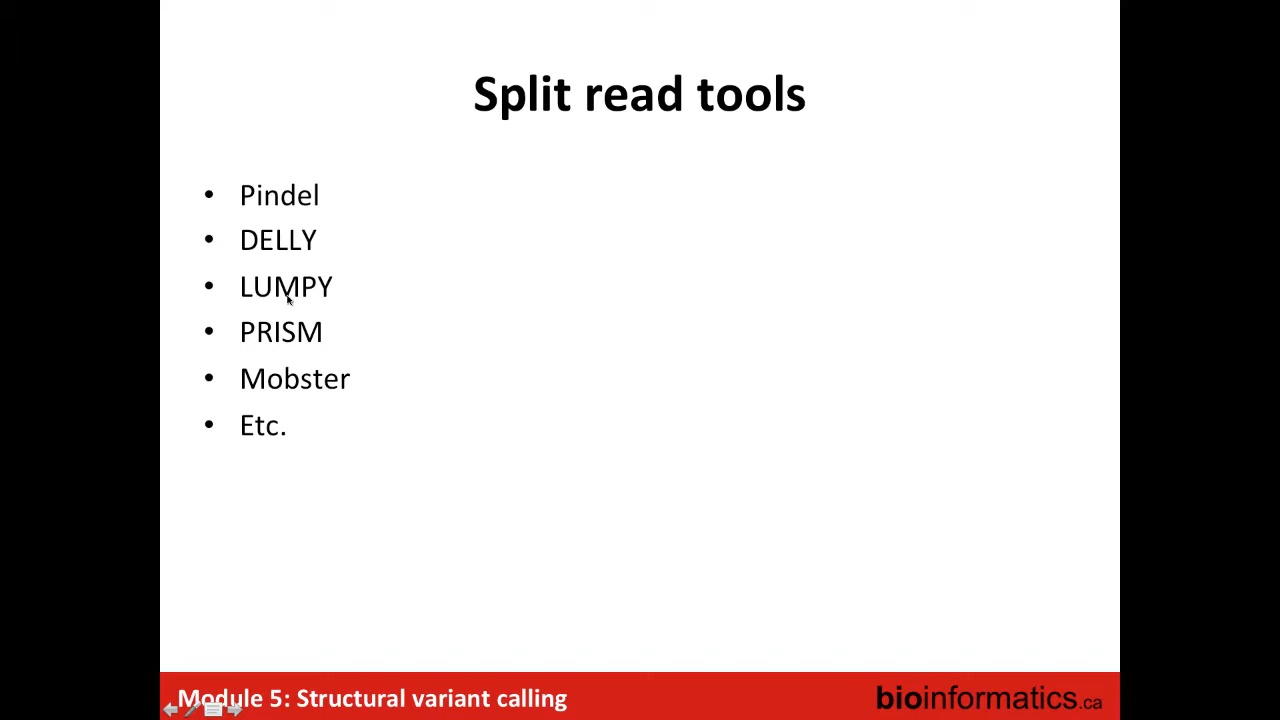 Split read tools
• Pindel
• DELLY
• LUMPY
• PRISM
• Mobster
• Etc.
Module 5: Structural variant calling
bioinformatics.ca